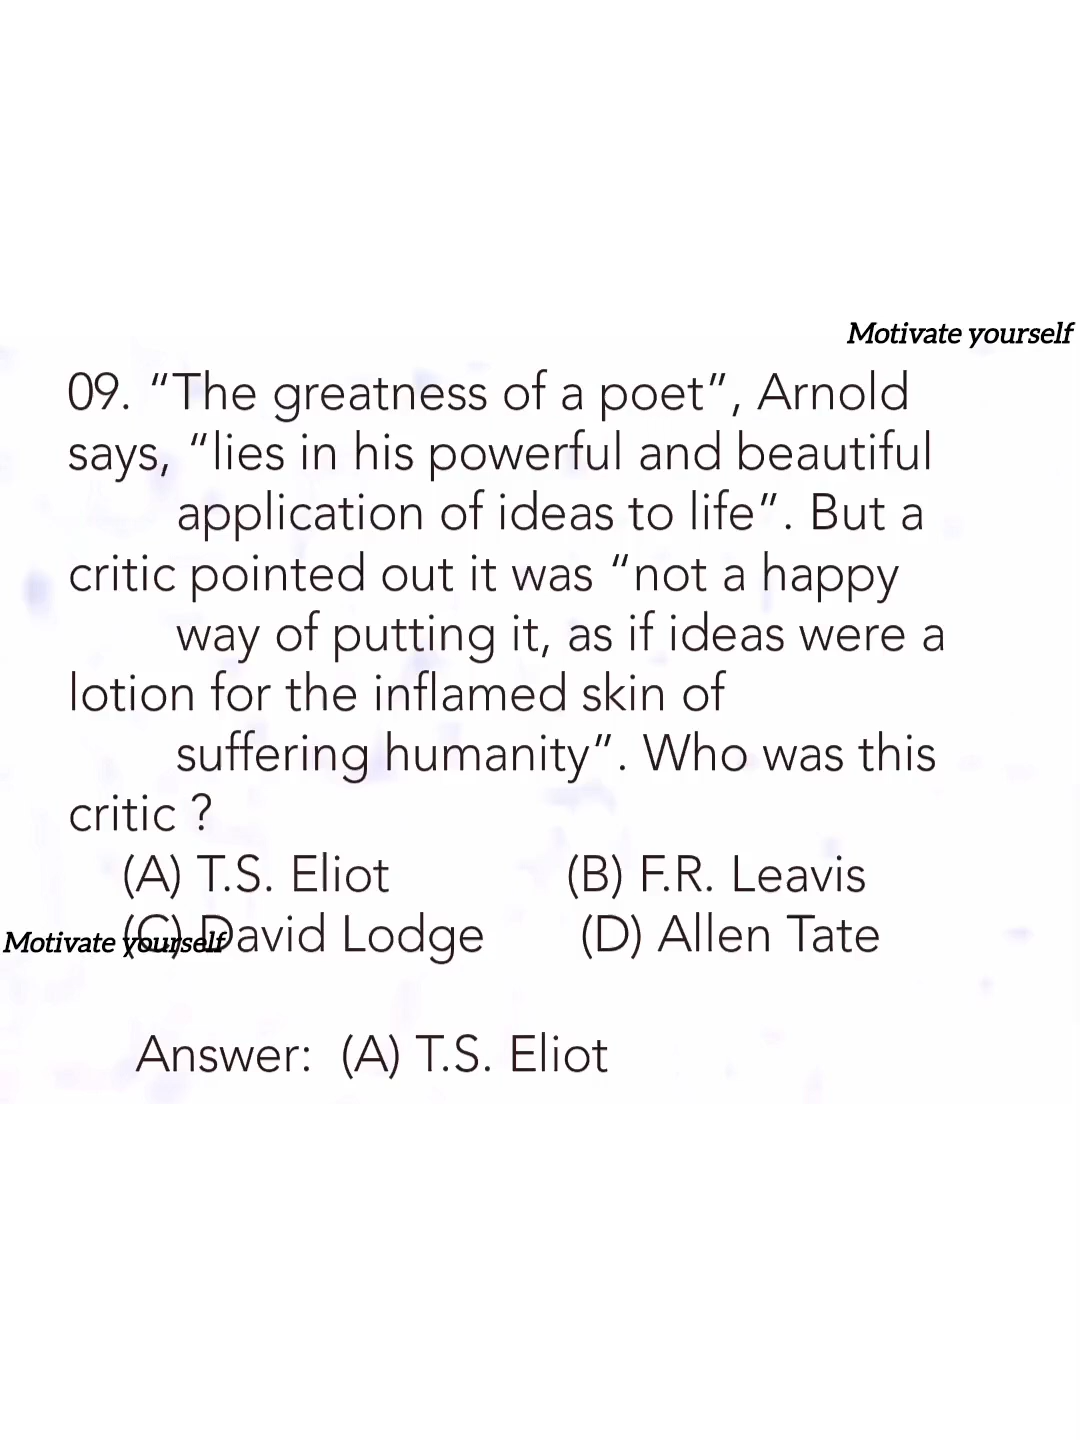 Motivate yourself
09. “The greatness of a poet”, Arnold
says, “lies in his powerful and beautiful
application of ideas to life”. But a
critic pointed out it was “not a happy
way of putting it, as if ideas were a
lotion for the inflamed skin of
suffering humanity”. Who was this
critic ?
(A) T.S. Eliot (B) F.R. Leavis
(C) David Lodge (D) Allen Tate
Motivate yourself
Answer: (A) T.S. Eliot